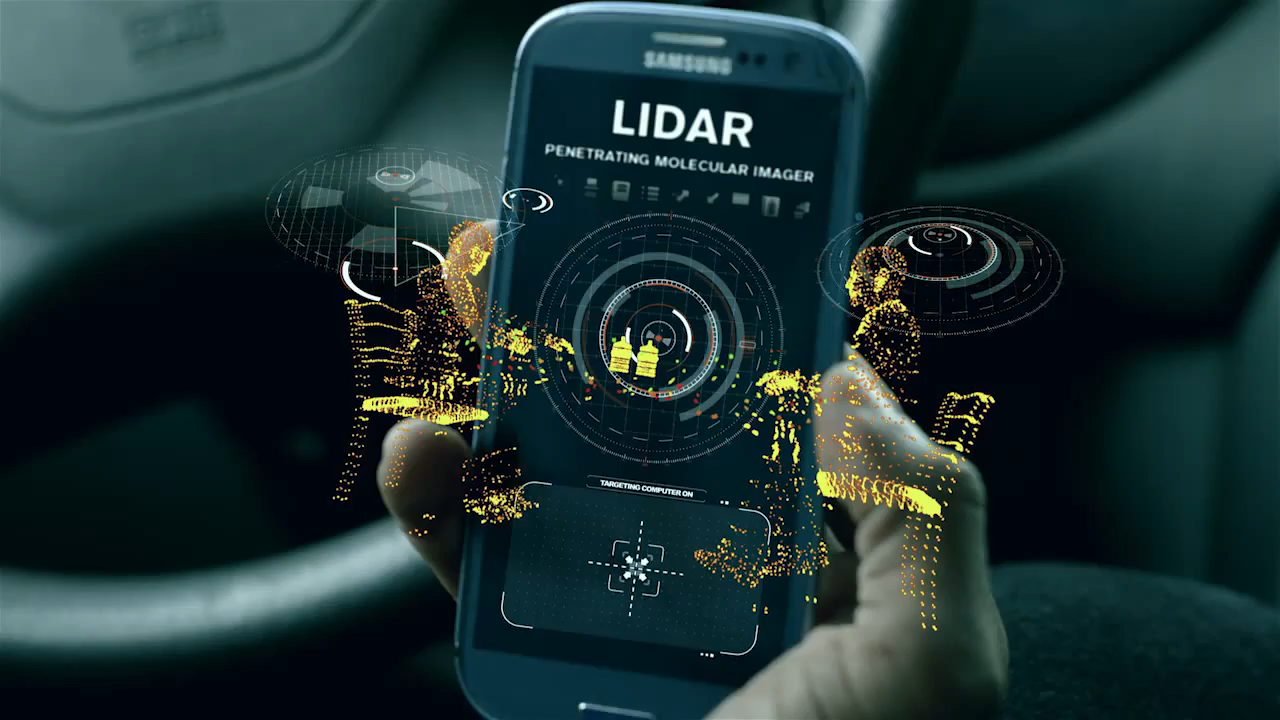 SAMSUNG
LIDAR
PENETRATING MOLECULAR IMAGER
TARGETING COMPUTER ON